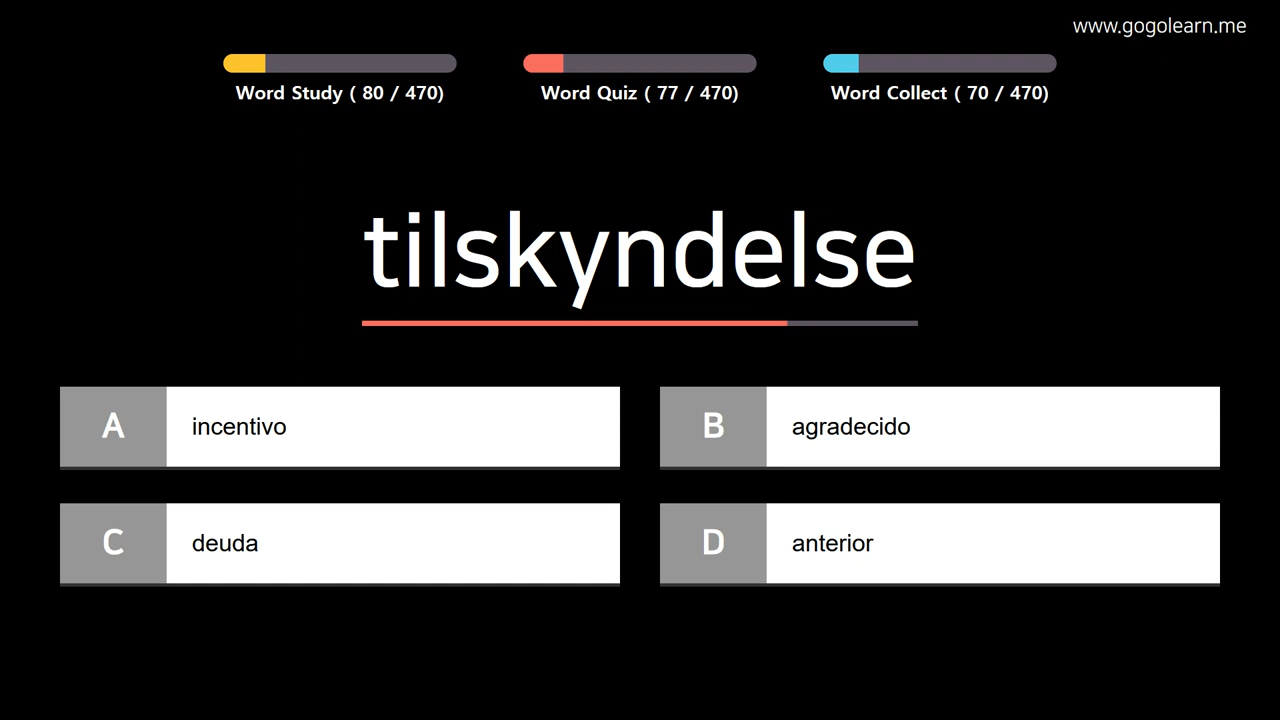 www.gogolearn.me
Word Study ( 80 / 470)
Word Quiz ( 77 / 470)
Word Collect ( 70 / 470)
tilskyndelse
A incentivo
B agradecido
C deuda
D anterior